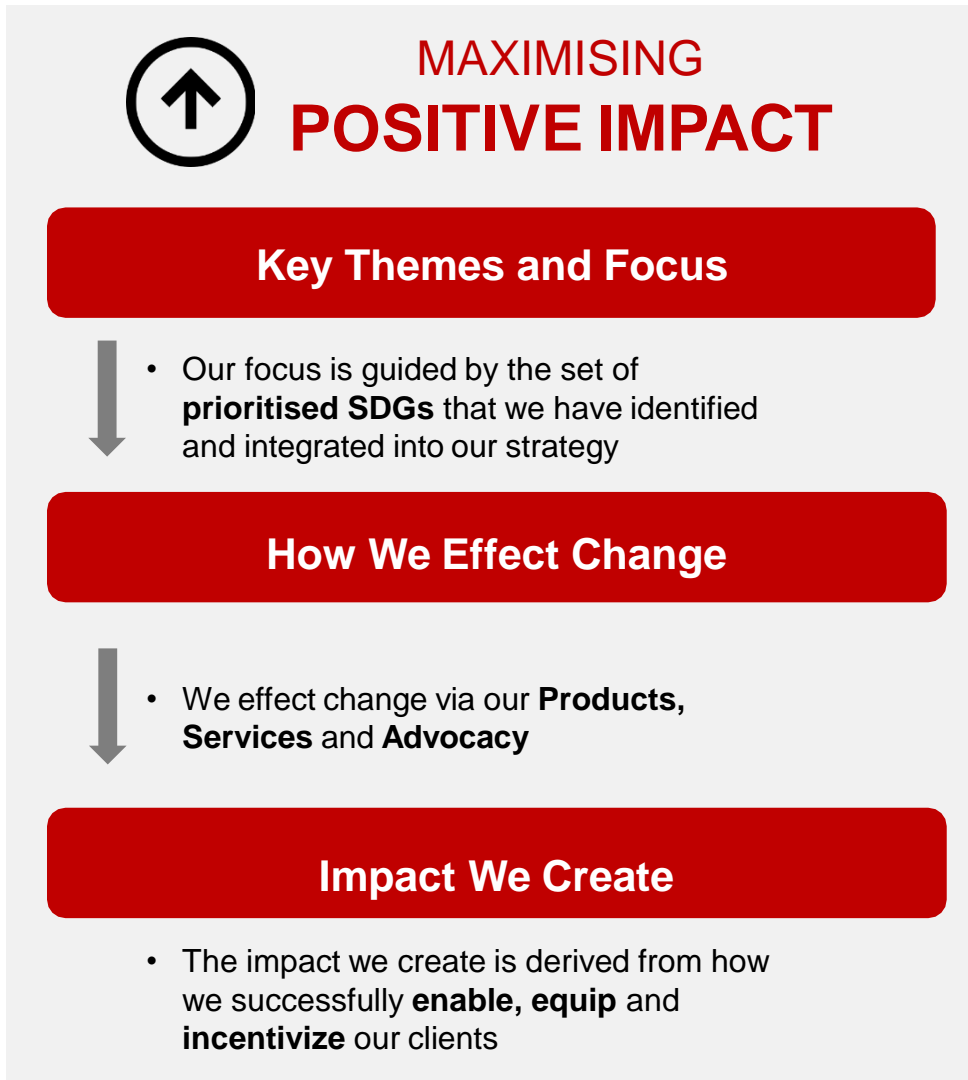 MAXIMISING
POSITIVE IMPACT
Key Themes and Focus
• Our focus is guided by the set of
prioritised SDGs that we have identified
and integrated into our strategy
How We Effect Change
• We effect change via our Products,
Services and Advocacy
Impact We Create
• The impact we create is derived from how
we successfully enable, equip and
incentivize our clients